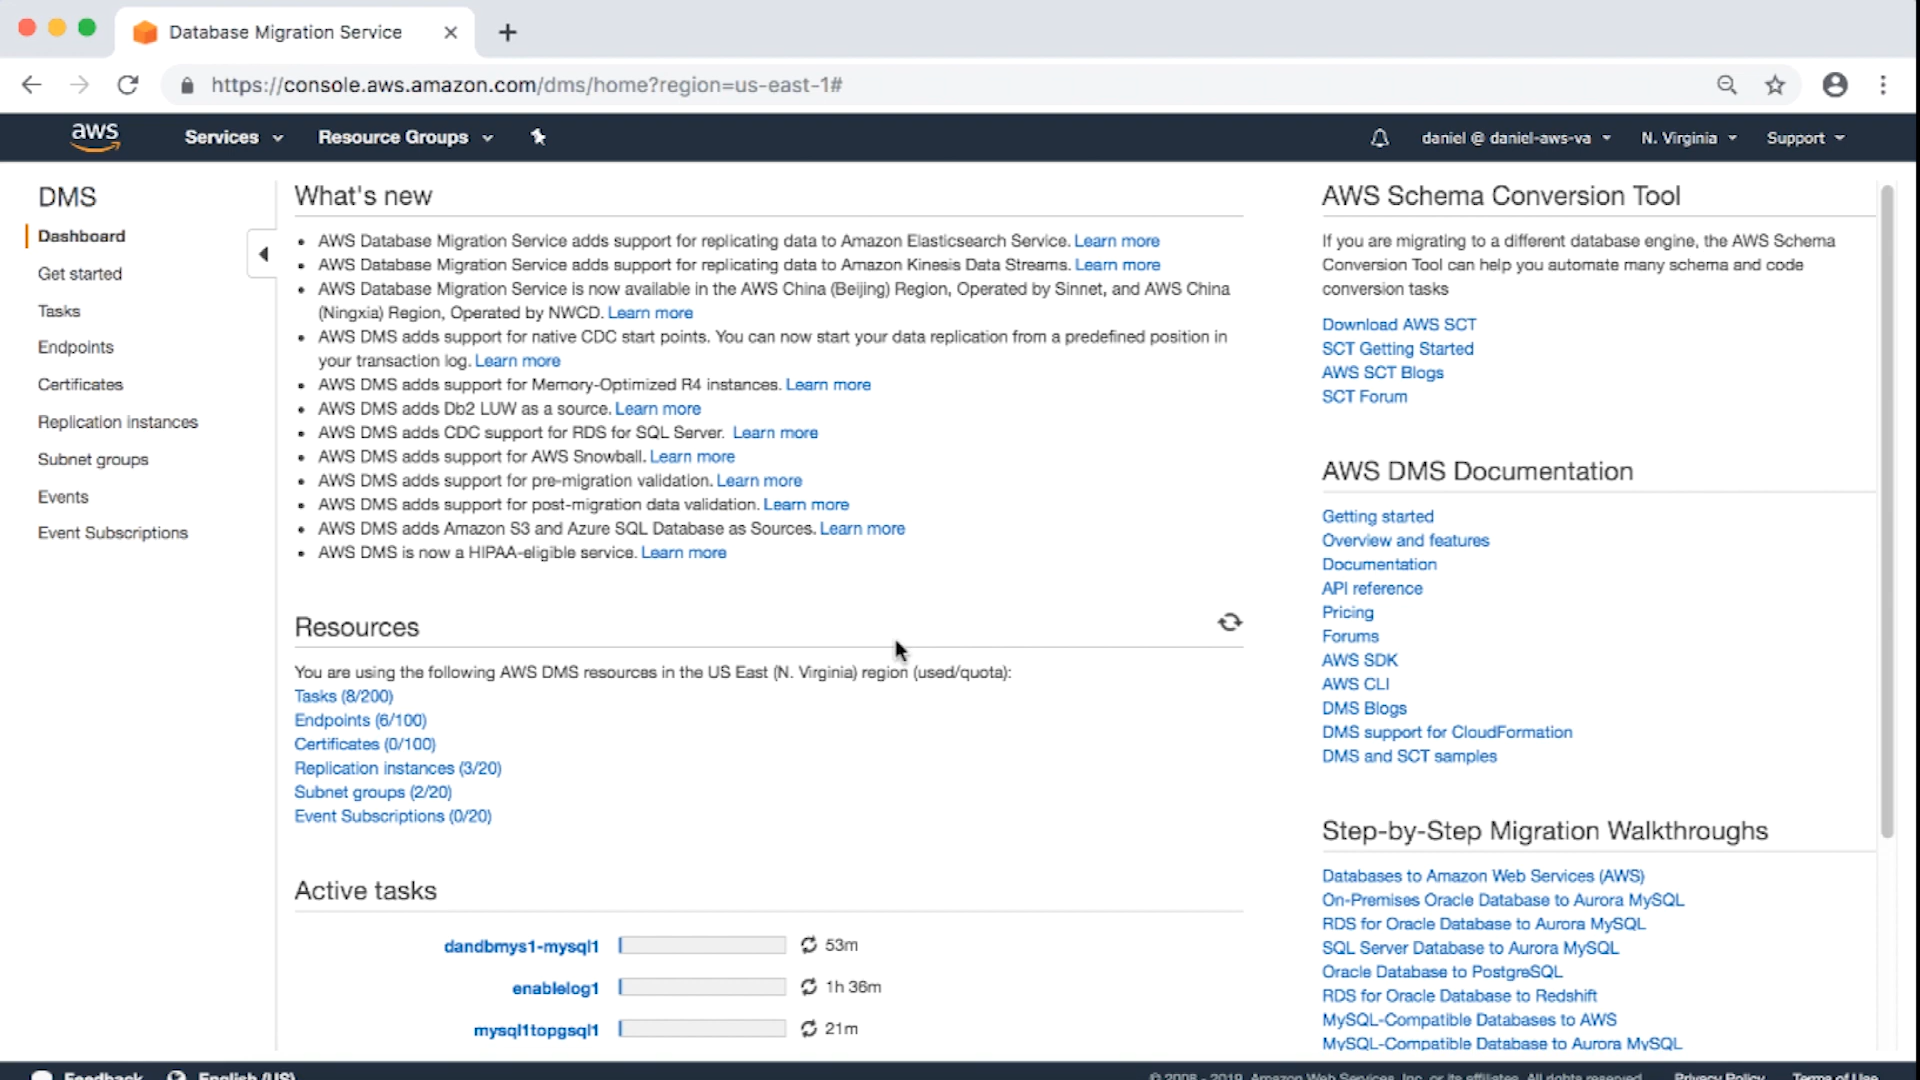 Database Migration Service
https://console.aws.amazon.com/dms/home?region=us-east-1#
aws
Services
Resource Groups
daniel @ daniel-aws-va
N. Virginia
Support
DMS
Dashboard
Get started
Tasks
Endpoints
Certificates
Replication instances
Subnet groups
Events
Event Subscriptions
What's new
AWS Database Migration Service adds support for replicating data to Amazon Elasticsearch Service. Learn more
AWS Database Migration Service adds support for replicating data to Amazon Kinesis Data Streams. Learn more
AWS Database Migration Service is now available in the AWS China (Beijing) Region, Operated by Sinnet, and AWS China
(Ningxia) Region, Operated by NWCD. Learn more
AWS DMS adds support for native CDC start points. You can now start your data replication from a predefined position in
your transaction log. Learn more
AWS DMS adds support for Memory-Optimized R4 instances. Learn more
AWS DMS adds Db2 LUW as a source. Learn more
AWS DMS adds CDC support for RDS for SQL Server. Learn more
AWS DMS adds support for AWS Snowball. Learn more
AWS DMS adds support for pre-migration validation. Learn more
AWS DMS adds support for post-migration data validation. Learn more
AWS DMS adds Amazon S3 and Azure SQL Database as Sources. Learn more
AWS DMS is now a HIPAA-eligible service. Learn more
Resources
You are using the following AWS DMS resources in the US East (N. Virginia) region (used/quota):
Tasks (8/200)
Endpoints (6/100)
Certificates (0/100)
Replication instances (3/20)
Subnet groups (2/20)
Event Subscriptions (0/20)
Active tasks
dandbmys1-mysql1 53m
enablelog1 1h 36m
mysql1topgsql1 21m
AWS Schema Conversion Tool
If you are migrating to a different database engine, the AWS Schema
Conversion Tool can help you automate many schema and code
conversion tasks
Download AWS SCT
SCT Getting Started
AWS SCT Blogs
SCT Forum
AWS DMS Documentation
Getting started
Overview and features
Documentation
API reference
Pricing
Forums
AWS SDK
AWS CLI
DMS Blogs
DMS support for CloudFormation
DMS and SCT samples
Step-by-Step Migration Walkthroughs
Databases to Amazon Web Services (AWS)
On-Premises Oracle Database to Aurora MySQL
RDS for Oracle Database to Aurora MySQL
SQL Server Database to Aurora MySQL
Oracle Database to PostgreSQL
RDS for Oracle Database to Redshift
MySQL-Compatible Databases to AWS
MySQL-Compatible Database to Aurora MySQL
Feedback
English (US)
© 2008 - 2019, Amazon Web Services, Inc. or its affiliates. All rights reserved.
Privacy Policy
Terms of Use